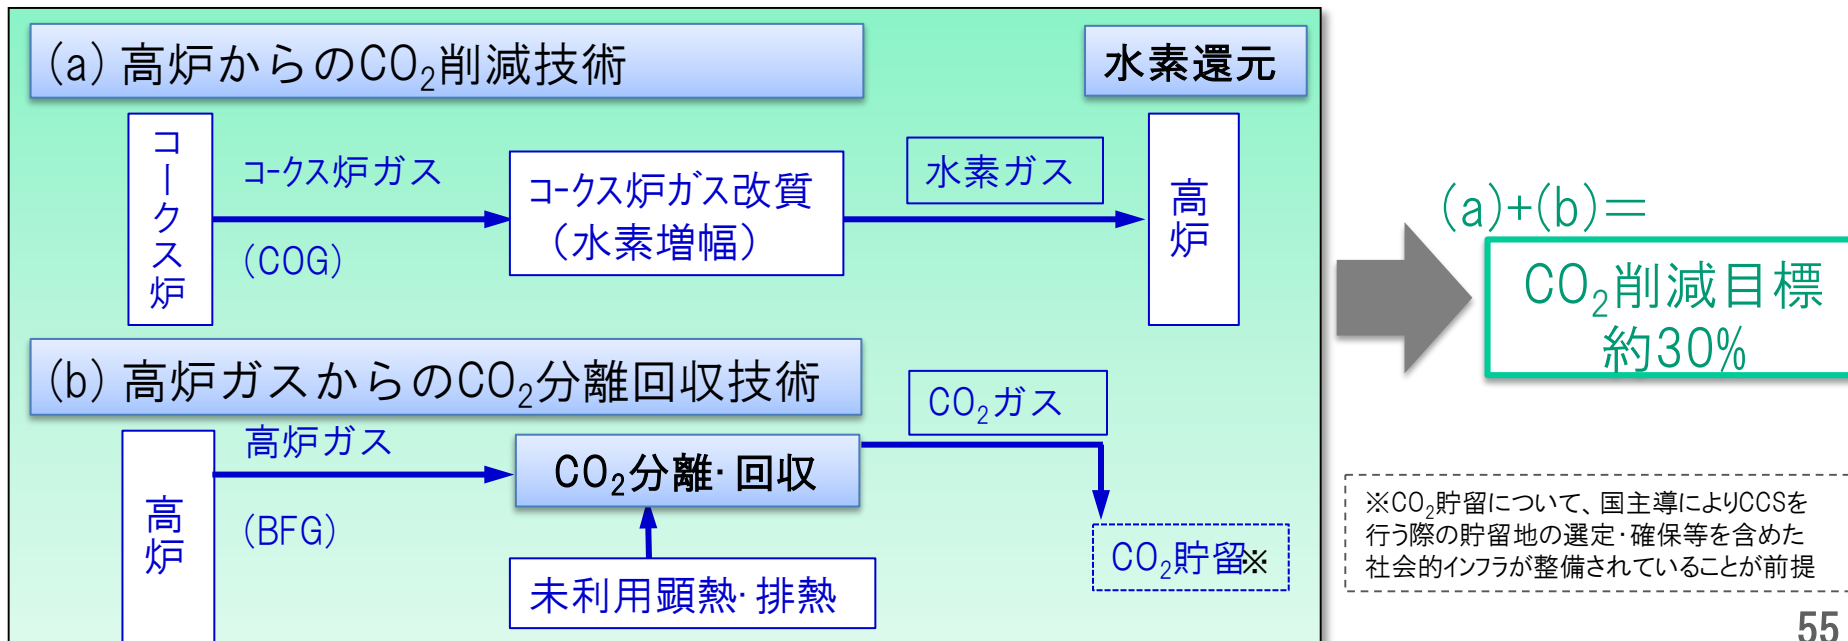 (a) 高炉からのCO₂削減技術
水素還元
コークス炉
コークス炉ガス
(COG)
コークス炉ガス改質
（水素増幅）
水素ガス
高炉
(b) 高炉ガスからのCO₂分離回収技術
高炉
高炉ガス
(BFG)
CO₂分離･回収
未利用顕熱･排熱
CO₂ガス
CO₂貯留※
(a)+(b)＝
CO₂削減目標
約30%
※CO₂貯留について、国主導によりCCSを
行う際の貯留地の選定･確保等を含めた
社会的インフラが整備されていることが前提
55